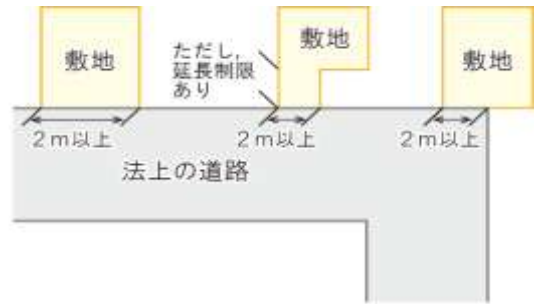 敷地
ただし,
延長制限
あり
敷地
敷地
2m以上
2m以上
2m以上
法上の道路